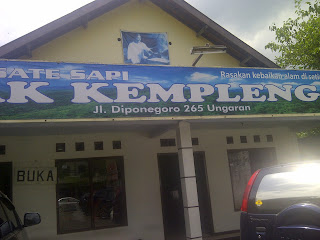 SATE SAPI
Rasakan kebaikan alam di
K KEMPLENG
Jl. Diponegoro 265 Ungaran
BUKA